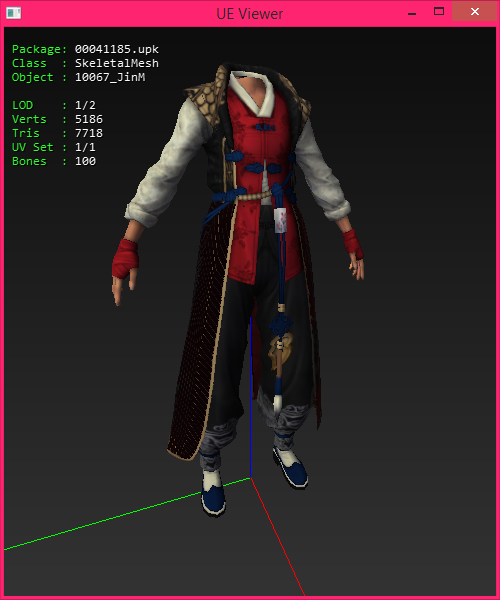 UE Viewer
Package: 00041185.upk
Class : SkeletalMesh
Object : 10067_JinM
LOD : 1/2
Verts : 5186
Tris : 7718
UV Set : 1/1
Bones : 100